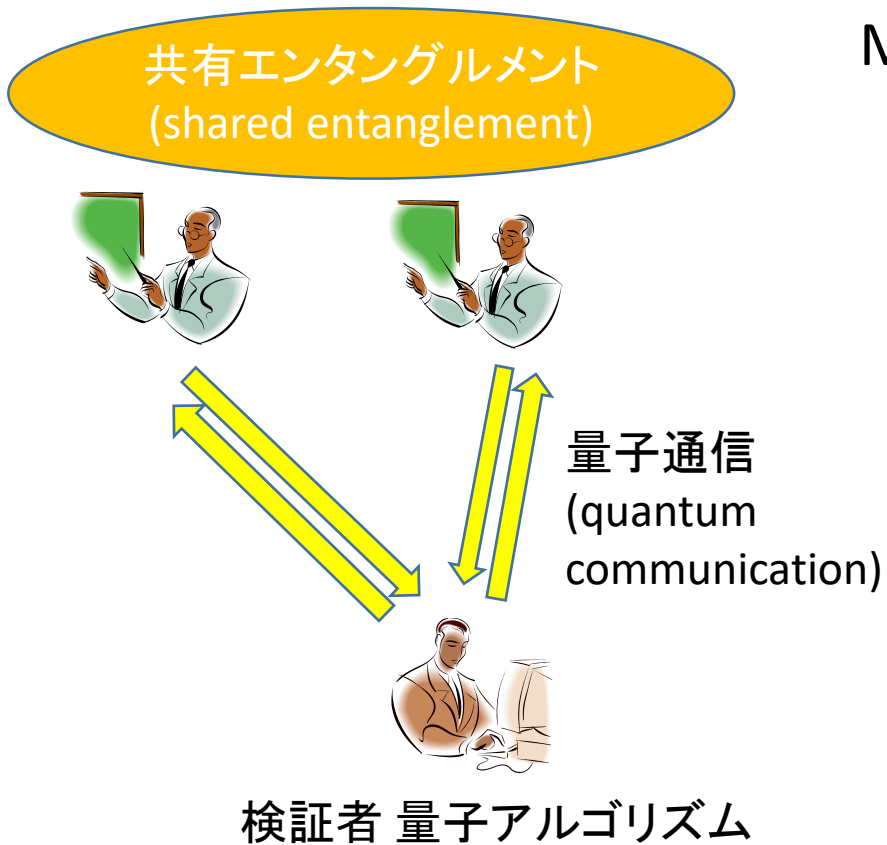 共有エンタングルメント
(shared entanglement)
M
量子通信
(quantum
communication)
検証者 量子アルゴリズム